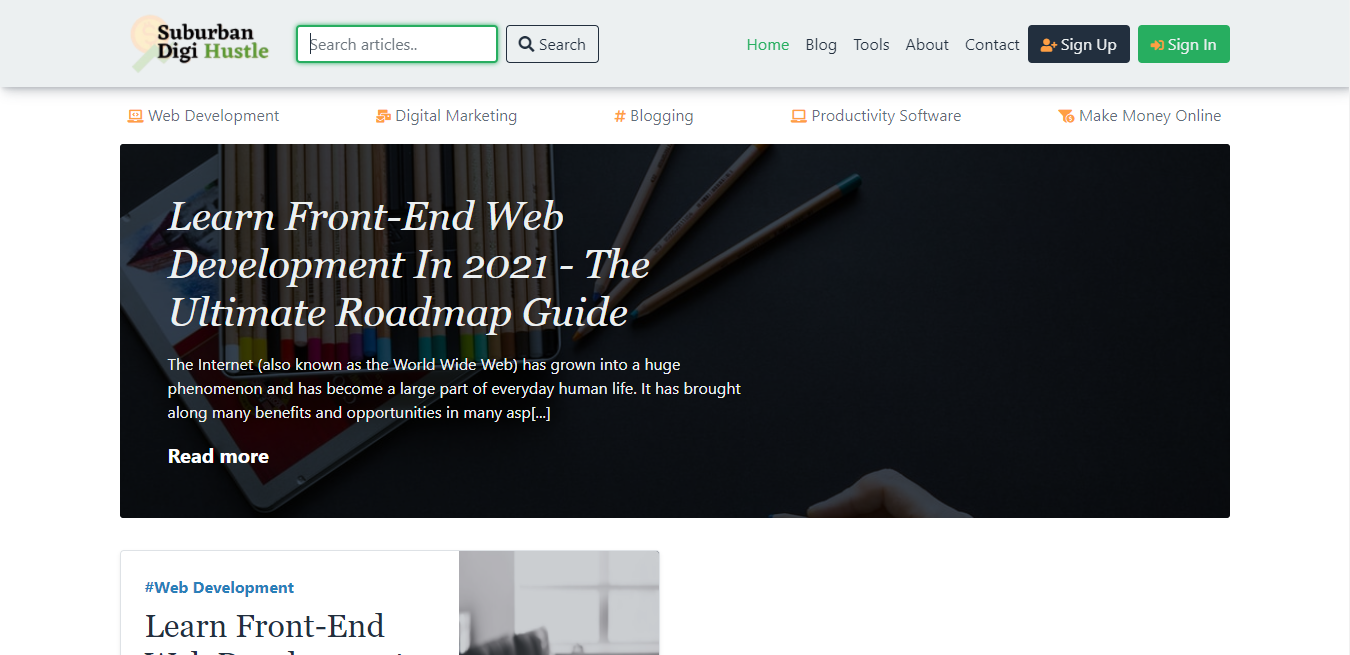 Suburban
Digi Hustle
Search articles..
Search
Home Blog Tools About Contact Sign Up Sign In
Web Development Digital Marketing # Blogging Productivity Software Make Money Online
Learn Front-End Web
Development In 2021 - The
Ultimate Roadmap Guide
The Internet (also known as the World Wide Web) has grown into a huge
phenomenon and has become a large part of everyday human life. It has brought
along many benefits and opportunities in many asp[...]
Read more
#Web Development
Learn Front-End
Web Development